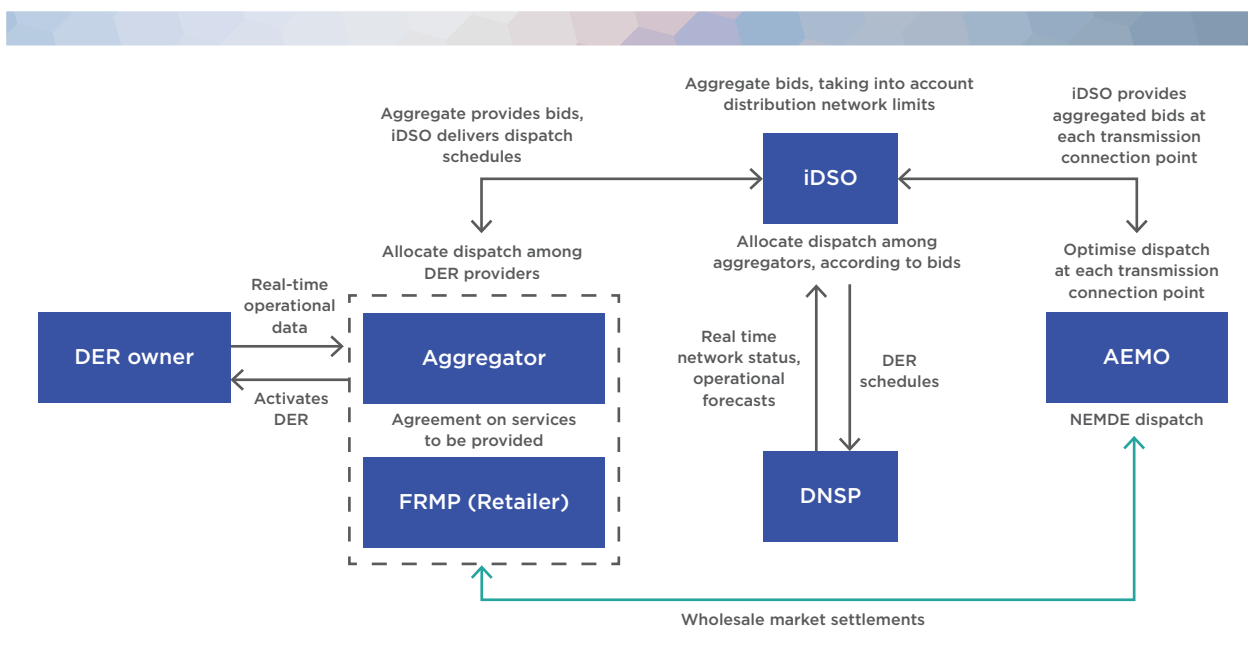 Aggregate provides bids,
iDSO delivers dispatch
schedules
Aggregate bids, taking into account
distribution network limits
iDSO provides
aggregated bids at
each transmission
connection point
iDSO
Allocate dispatch among
DER providers
Allocate dispatch among
aggregators, according to bids
Optimise dispatch
at each transmission
connection point
Real-time
operational
data
DER owner
Activates
DER
Aggregator
Agreement on services
to be provided
FRMP (Retailer)
Real time
network status,
operational
forecasts
DER
schedules
DNSP
AEMO
NEMDE dispatch
Wholesale market settlements